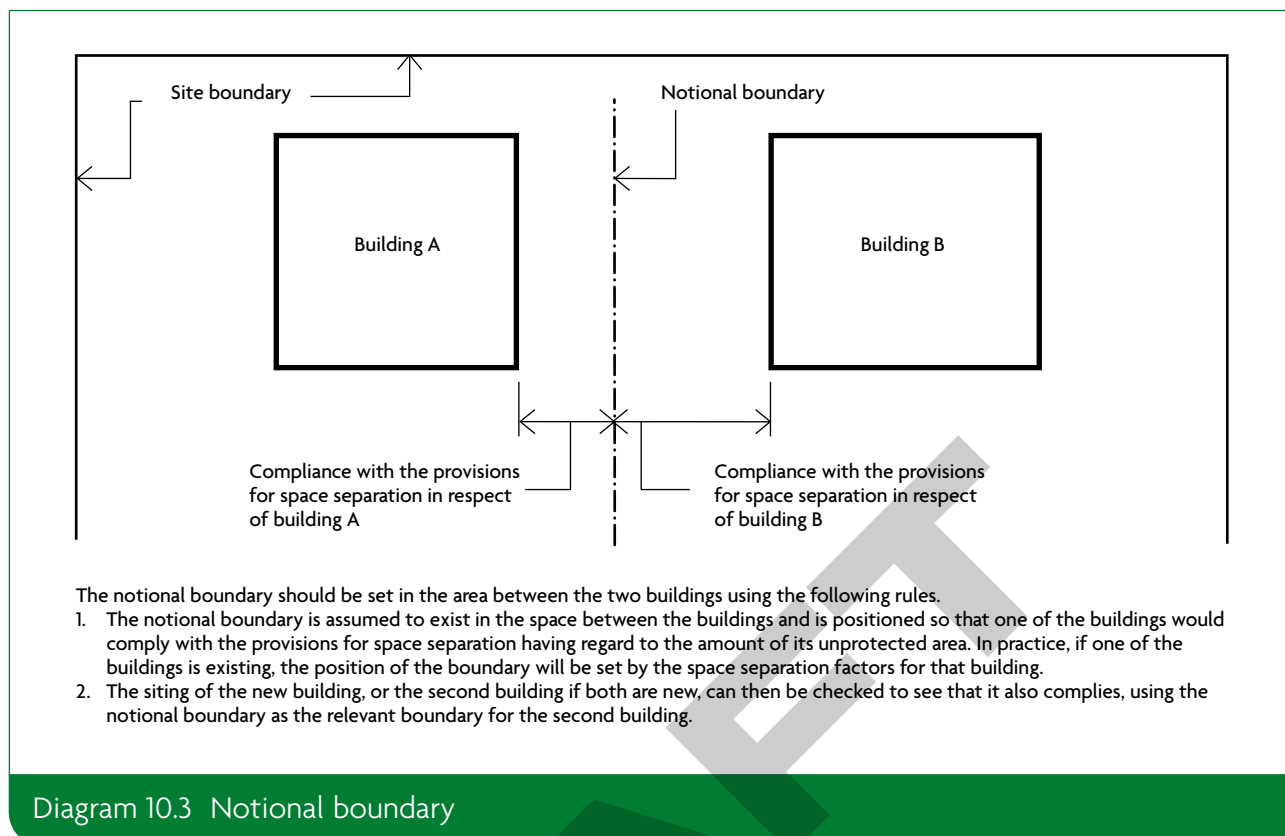 Site boundary
Notional boundary
Building A
Building B
Compliance with the provisions
for space separation in respect
of building A
Compliance with the provisions
for space separation in respect
of building B
The notional boundary should be set in the area between the two buildings using the following rules.
1. The notional boundary is assumed to exist in the space between the buildings and is positioned so that one of the buildings would
comply with the provisions for space separation having regard to the amount of its unprotected area. In practice, if one of the
buildings is existing, the position of the boundary will be set by the space separation factors for that building.
2. The siting of the new building, or the second building if both are new, can then be checked to see that it also complies, using the
notional boundary as the relevant boundary for the second building.
Diagram 10.3 Notional boundary